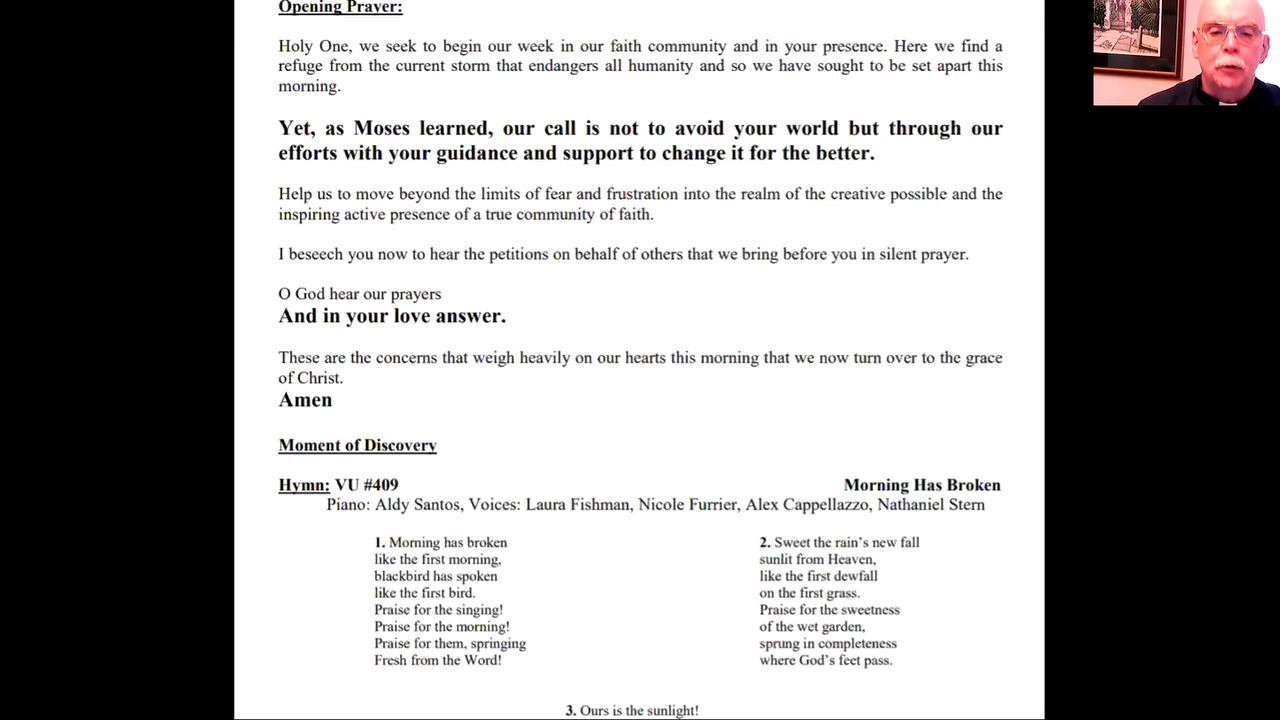 Opening Prayer:
Holy One, we seek to begin our week in our faith community and in your presence. Here we find a
refuge from the current storm that endangers all humanity and so we have sought to be set apart this
morning.
Yet, as Moses learned, our call is not to avoid your world but through our
efforts with your guidance and support to change it for the better.
Help us to move beyond the limits of fear and frustration into the realm of the creative possible and the
inspiring active presence of a true community of faith.
I beseech you now to hear the petitions on behalf of others that we bring before you in silent prayer.
O God hear our prayers
And in your love answer.
These are the concerns that weigh heavily on our hearts this morning that we now turn over to the grace
of Christ.
Amen
Moment of Discovery
Hymn: VU #409 Morning Has Broken
Piano: Aldy Santos, Voices: Laura Fishman, Nicole Furrier, Alex Cappellazzo, Nathaniel Stern
1. Morning has broken
like the first morning,
blackbird has spoken
like the first bird.
Praise for the singing!
Praise for the morning!
Praise for them, springing
Fresh from the Word!
2. Sweet the rain's new fall
sunlit from Heaven,
like the first dewfall
on the first grass.
Praise for the sweetness
of the wet garden,
sprung in completeness
where God's feet pass.
3. Ours is the sunlight!